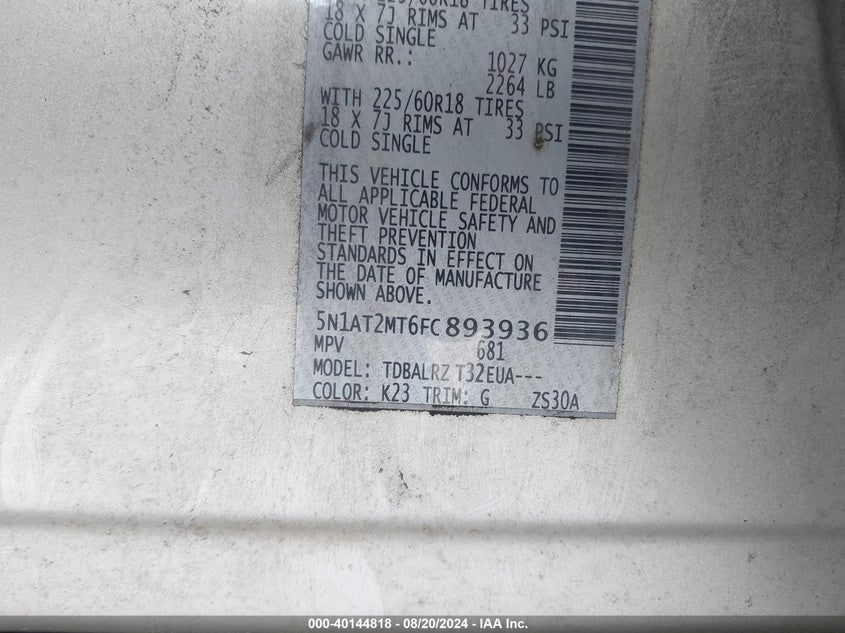 225/60R18 TIRES
18 X 7J RIMS AT 33 PSI
COLD SINGLE
GAWR RR.: 1027 KG
2264 LB
WITH 225/60R18 TIRES
18 X 7J RIMS AT 33 PSI
COLD SINGLE
THIS VEHICLE CONFORMS TO
ALL APPLICABLE FEDERAL
MOTOR VEHICLE SAFETY AND
THEFT PREVENTION
STANDARDS IN EFFECT ON
THE DATE OF MANUFACTURE
SHOWN ABOVE.
5N1AT2MT6FC893936
MPV 681
MODEL: TDBALRZ T32EUA---
COLOR: K23 TRIM: G ZS30A
000-40144818 - 08/20/2024 - IAA Inc.